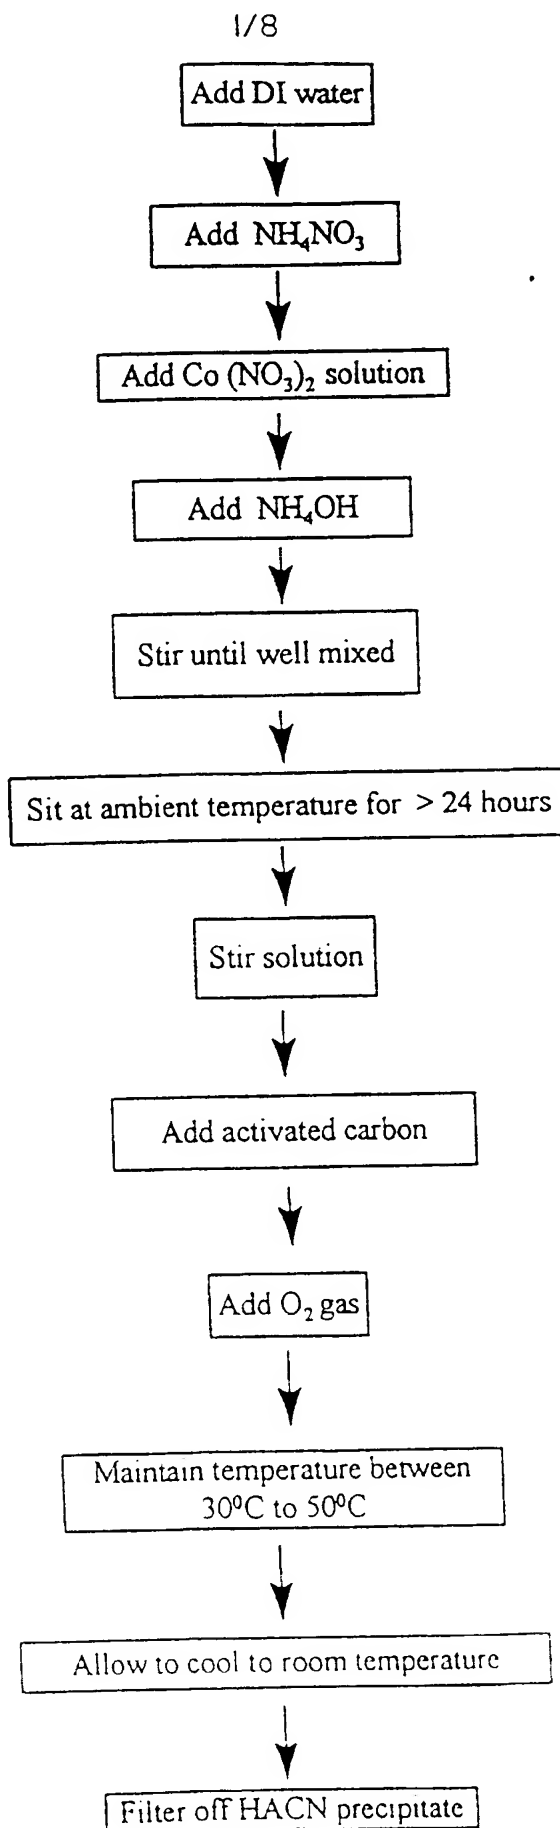 1/8
Add DI water
Add NH₄NO₃
Add Co (NO₃)₂ solution
Add NH₄OH
Stir until well mixed
Sit at ambient temperature for > 24 hours
Stir solution
Add activated carbon
Add O₂ gas
Maintain temperature between
30⁰C to 50⁰C
Allow to cool to room temperature
Filter off HACN precipitate